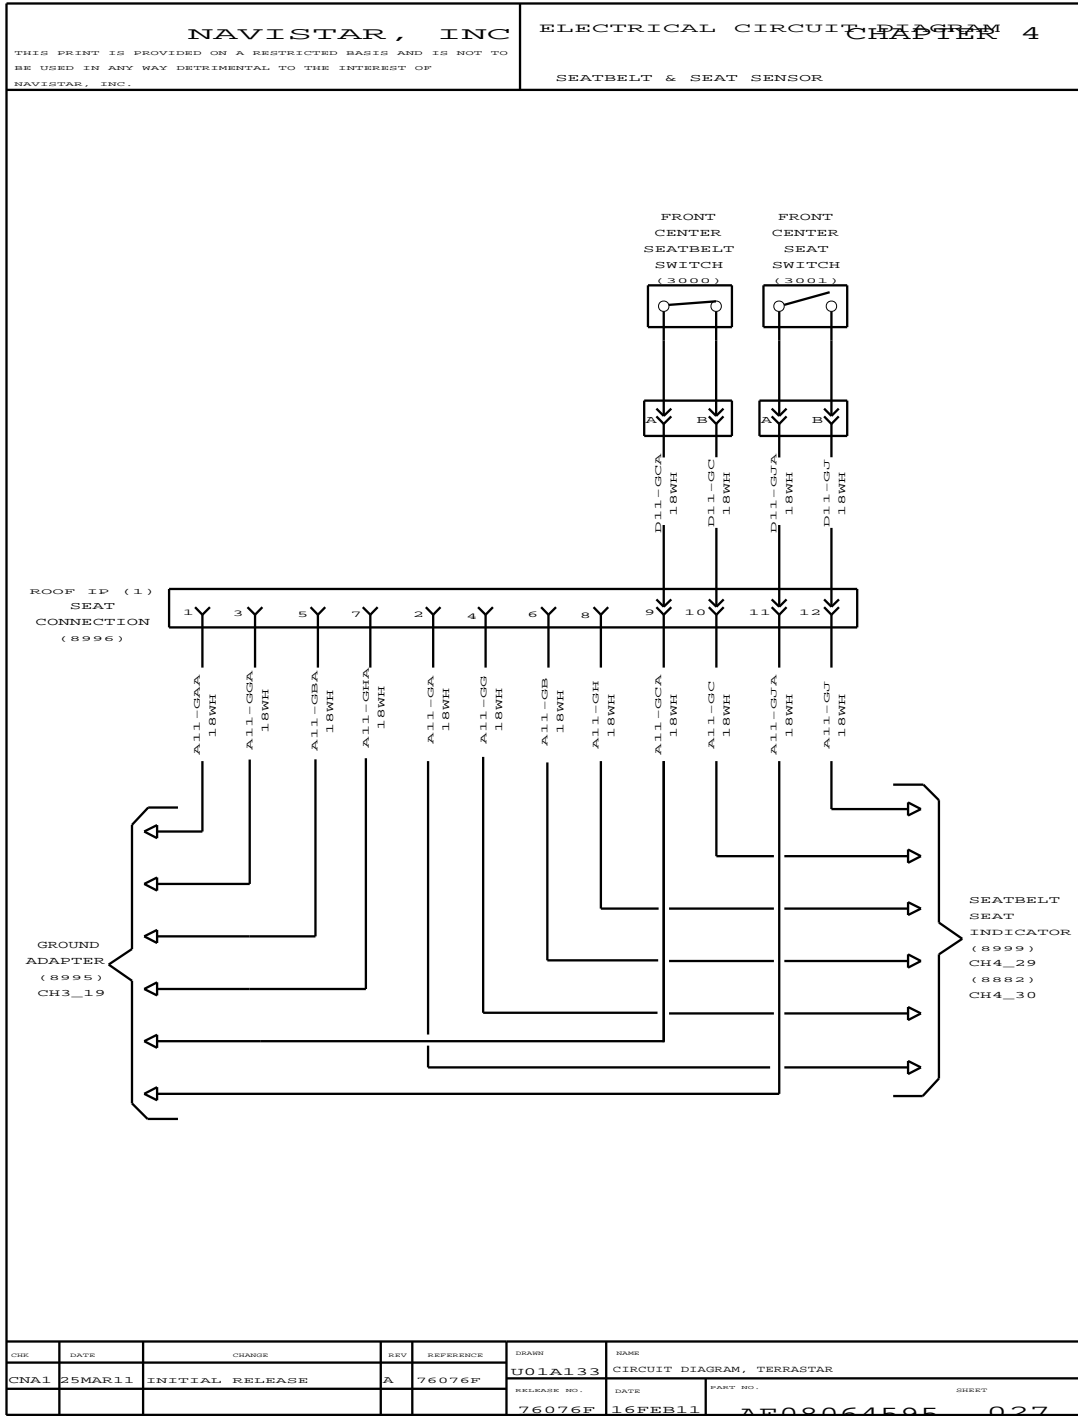 NAVISTAR, INC
THIS PRINT IS PROVIDED ON A RESTRICTED BASIS AND IS NOT TO
BE USED IN ANY WAY DETRIMENTAL TO THE INTEREST OF
NAVISTAR, INC.
ELECTRICAL CIRCUIT DIAGRAM
CHAPTER 4
SEATBELT & SEAT SENSOR
FRONT
CENTER
SEATBELT
SWITCH
(3000)
FRONT
CENTER
SEAT
SWITCH
(3001)
A B A B
D11-GCA
18WH
D11-GC
18WH
D11-GJA
18WH
D11-GJ
18WH
ROOF IP (1)
SEAT
CONNECTION
(8996)
1 3 5 7 2 4 6 8 9 10 11 12
A11-GAA
18WH
A11-GGA
18WH
A11-GBA
18WH
A11-GHA
18WH
A11-GA
18WH
A11-GG
18WH
A11-GB
18WH
A11-GH
18WH
A11-GCA
18WH
A11-GC
18WH
A11-GJA
18WH
A11-GJ
18WH
GROUND
ADAPTER
(8995)
CH3_19
SEATBELT
SEAT
INDICATOR
(8999)
CH4_29
(8882)
CH4_30
CHK DATE CHANGE REV REFERENCE
CNA1 25MAR11 INITIAL RELEASE A 76076F
DRAWN
U01A133
NAME
CIRCUIT DIAGRAM, TERRASTAR
RELEASE NO.
76076F
DATE
16FEB11
PART NO.
AF08064595
SHEET
027